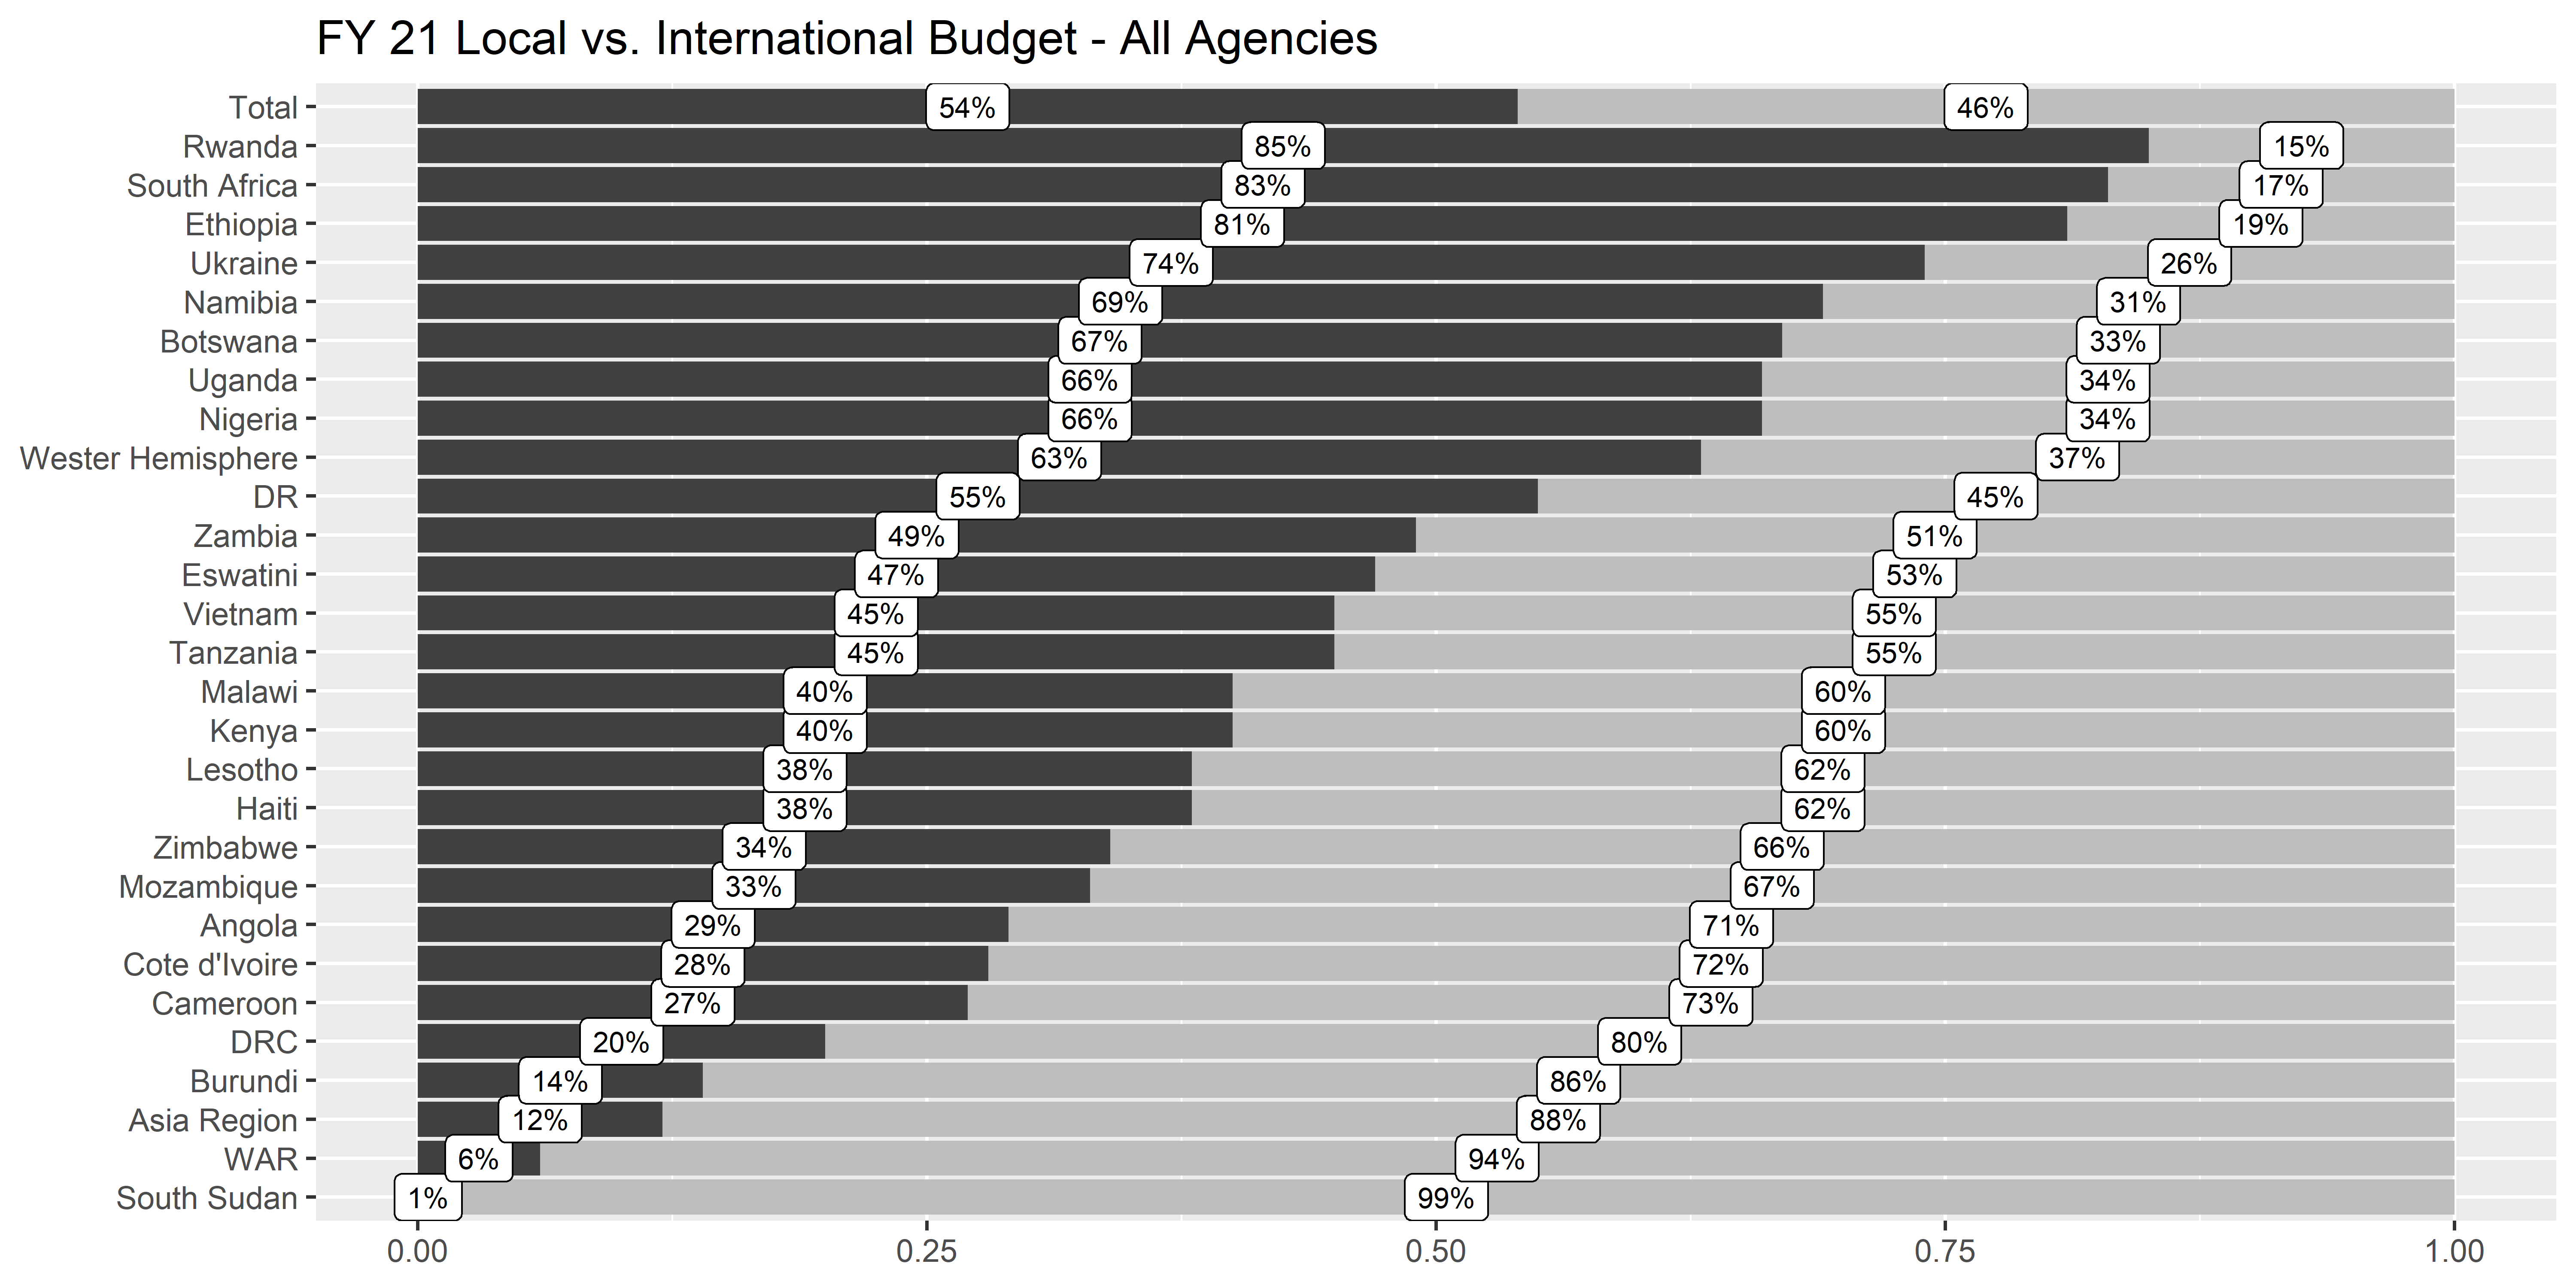 FY 21 Local vs. International Budget - All Agencies
Total 54% 46%
Rwanda 85% 15%
South Africa 83% 17%
Ethiopia 81% 19%
Ukraine 74% 26%
Namibia 69% 31%
Botswana 67% 33%
Uganda 66% 34%
Nigeria 66% 34%
Wester Hemisphere 63% 37%
DR 55% 45%
Zambia 49% 51%
Eswatini 47% 53%
Vietnam 45% 55%
Tanzania 45% 55%
Malawi 40% 60%
Kenya 40% 60%
Lesotho 38% 62%
Haiti 38% 62%
Zimbabwe 34% 66%
Mozambique 33% 67%
Angola 29% 71%
Cote d'Ivoire 28% 72%
Cameroon 27% 73%
DRC 20% 80%
Burundi 14% 86%
Asia Region 12% 88%
WAR 6% 94%
South Sudan 1% 99%
0.00 0.25 0.50 0.75 1.00